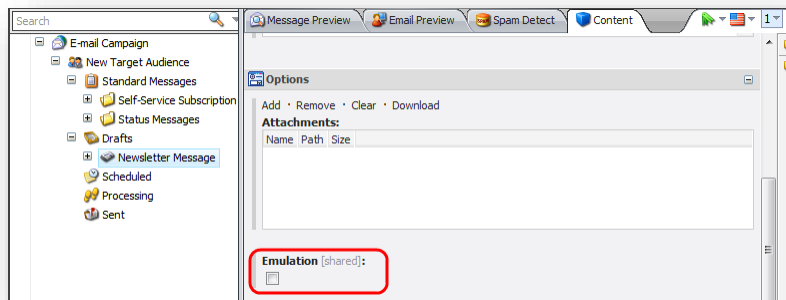 Search
E-mail Campaign
New Target Audience
Standard Messages
Self-Service Subscription
Status Messages
Drafts
Newsletter Message
Scheduled
Processing
Sent
Message Preview Email Preview Spam Detect Content 1
Options
Add · Remove · Clear · Download
Attachments:
Name Path Size
Emulation [shared]: